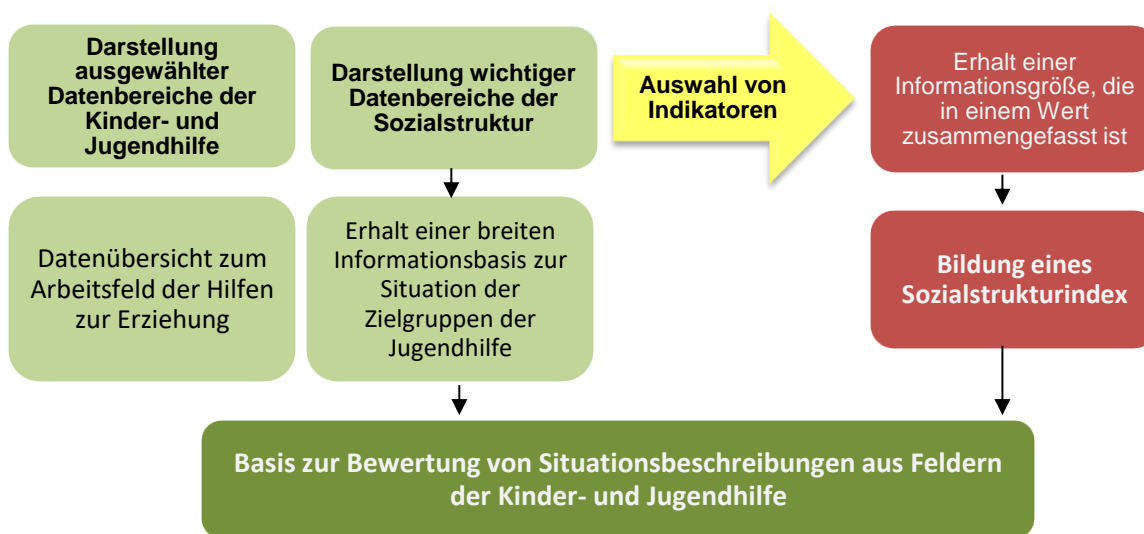 Darstellung
ausgewählter
Datenbereiche der
Kinder- und
Jugendhilfe
Darstellung wichtiger
Datenbereiche der
Sozialstruktur
Auswahl von
Indikatoren
Erhalt einer
Informationsgröße, die
in einem Wert
zusammengefasst ist
Datenübersicht zum
Arbeitsfeld der Hilfen
zur Erziehung
Erhalt einer breiten
Informationsbasis zur
Situation der
Zielgruppen der
Jugendhilfe
Bildung eines
Sozialstrukturindex
Basis zur Bewertung von Situationsbeschreibungen aus Feldern
der Kinder- und Jugendhilfe